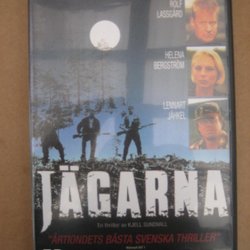 ROLF
LASSGÅRD
HELENA
BERGSTRÖM
LENNART
JÄHKEL
JÄGARNA
En thriller av KJELL SUNDVALL
"ÅRTIONDETS BÄSTA SVENSKA THRILLER"